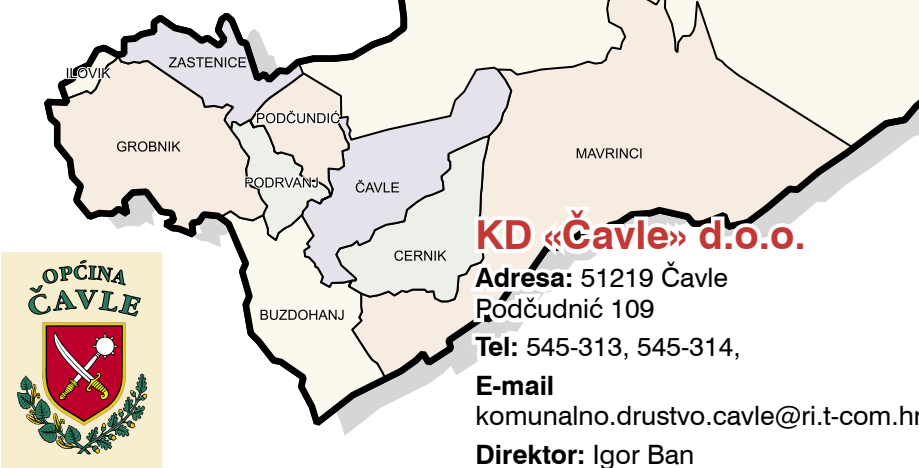 ILOVIK
ZASTENICE
GROBNIK
PODČUNDIĆ
PODRVANJ
ČAVLE
MAVRINCI
CERNIK
BUZDOHANJ
OPĆINA
ČAVLE
KD «Čavle» d.o.o.
Adresa: 51219 Čavle
Podčudnić 109
Tel: 545-313, 545-314,
E-mail
komunalno.drustvo.cavle@ri.t-com.hr
Direktor: Igor Ban